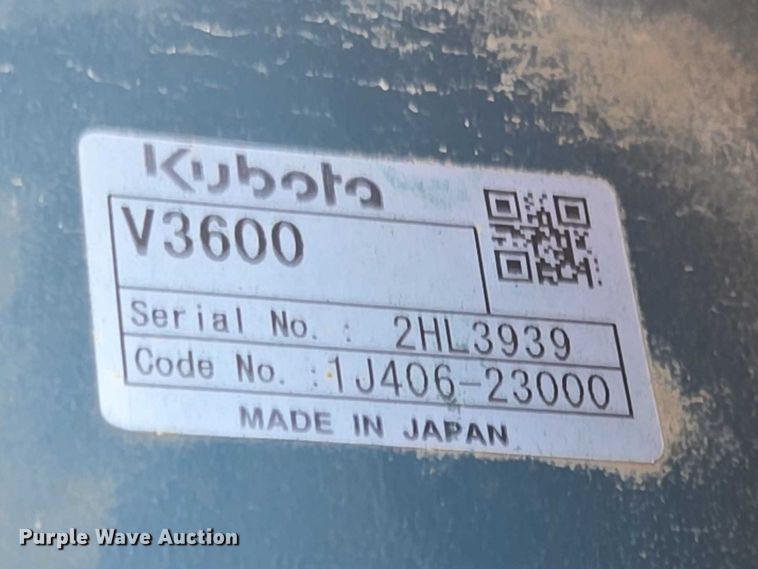 Kubota
V3600
Serial No. : 2HL3939
Code No. : 1J406-23000
MADE IN JAPAN
Purple Wave Auction